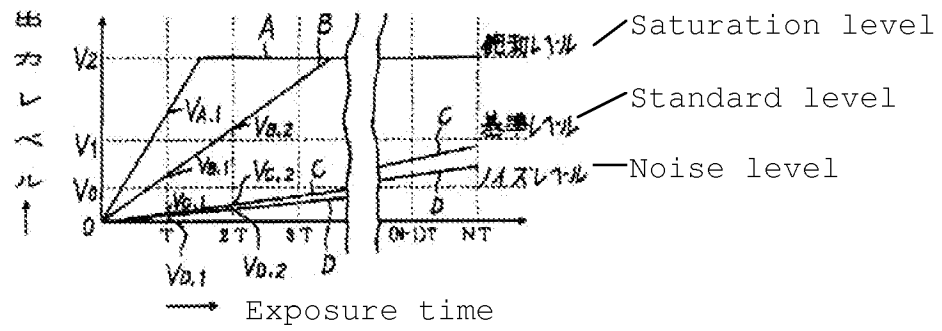 出力レベル
A B
飽和レベル Saturation level
V2
VA.1
VB.2
C
基準レベル Standard level
V1
VB.1
VC.2 C
ノイズレベル Noise level
V0
VC.1
D
0
T 2T 3T (N-1)T NT
VD.1 VD.2 D
Exposure time